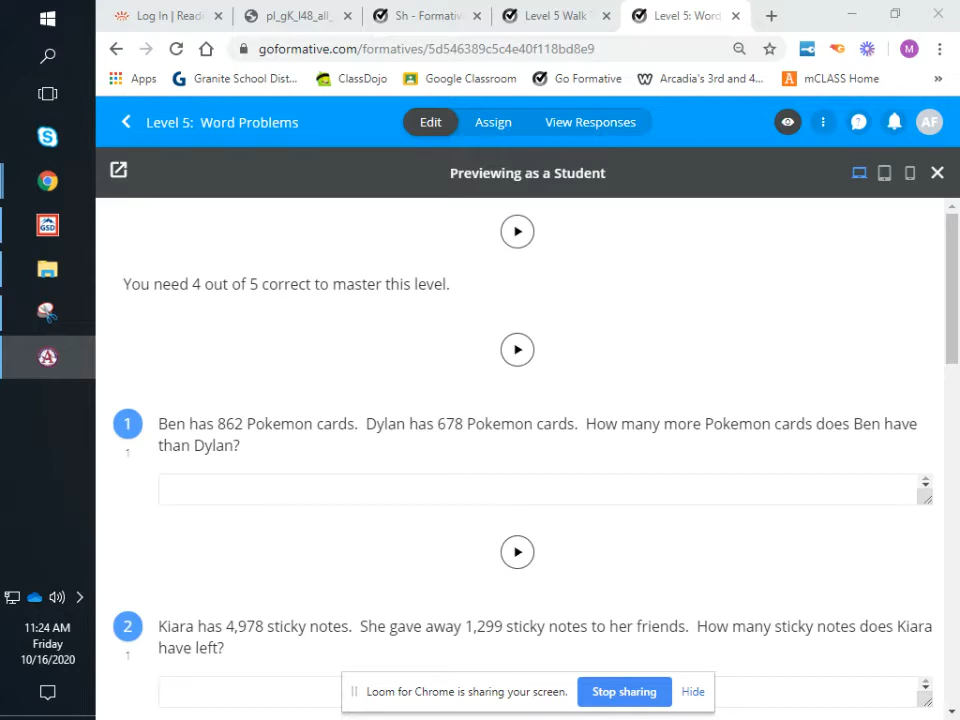 Log In | Readi
pl_gK_l48_all_
Sh - Formativ
Level 5 Walk
Level 5: Word
goformative.com/formatives/5d546389c5c4e40f118bd8e9
M
Apps
Granite School Dist...
ClassDojo
Google Classroom
Go Formative
Arcadia's 3rd and 4...
mCLASS Home
»
Level 5: Word Problems
Edit
Assign
View Responses
AF
Previewing as a Student
You need 4 out of 5 correct to master this level.
1
Ben has 862 Pokemon cards. Dylan has 678 Pokemon cards. How many more Pokemon cards does Ben have
than Dylan?
1
2
Kiara has 4,978 sticky notes. She gave away 1,299 sticky notes to her friends. How many sticky notes does Kiara
have left?
1
Loom for Chrome is sharing your screen.
Stop sharing
Hide
GSD
11:24 AM
Friday
10/16/2020